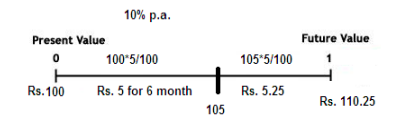 10% p.a.
Present Value Future Value
0 100*5/100 105*5/100 1
Rs.100 Rs. 5 for 6 month Rs. 5.25 Rs. 110.25
105